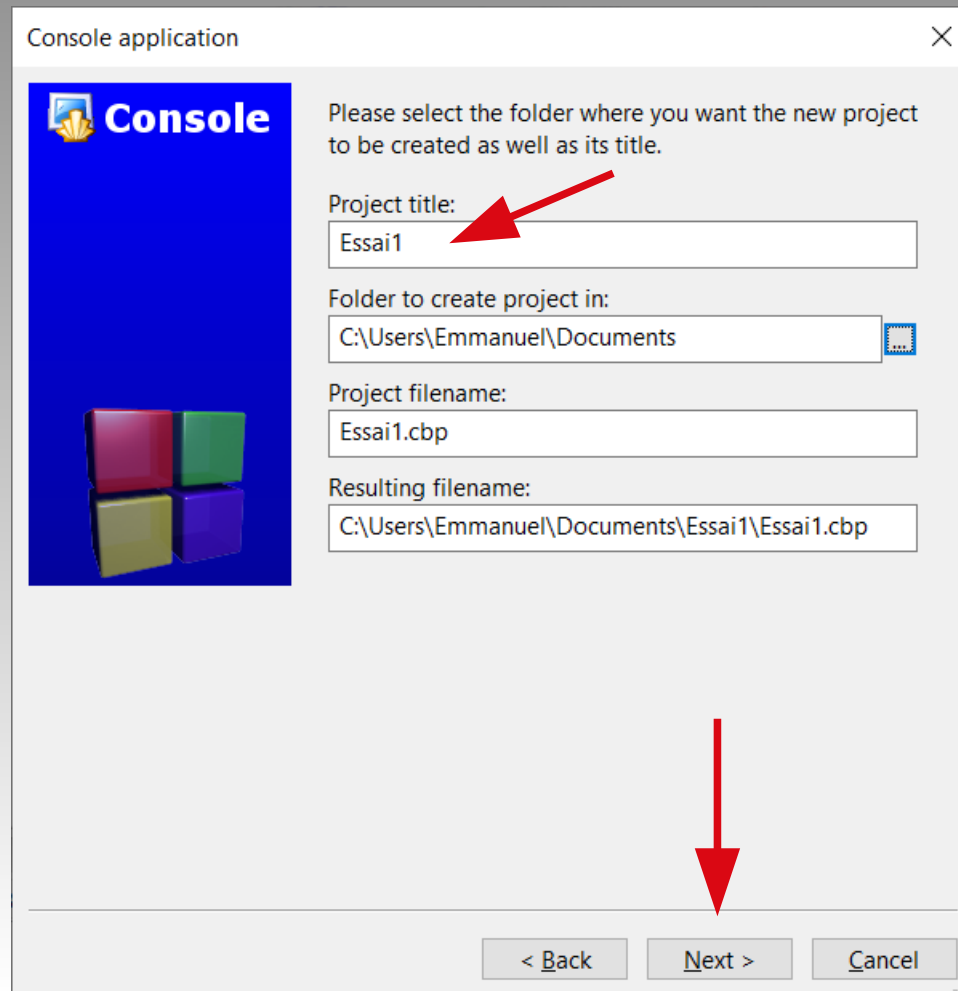 Console application
Console
Please select the folder where you want the new project
to be created as well as its title.
Project title:
Essai1
Folder to create project in:
C:\Users\Emmanuel\Documents
...
Project filename:
Essai1.cbp
Resulting filename:
C:\Users\Emmanuel\Documents\Essai1\Essai1.cbp
< Back
Next >
Cancel